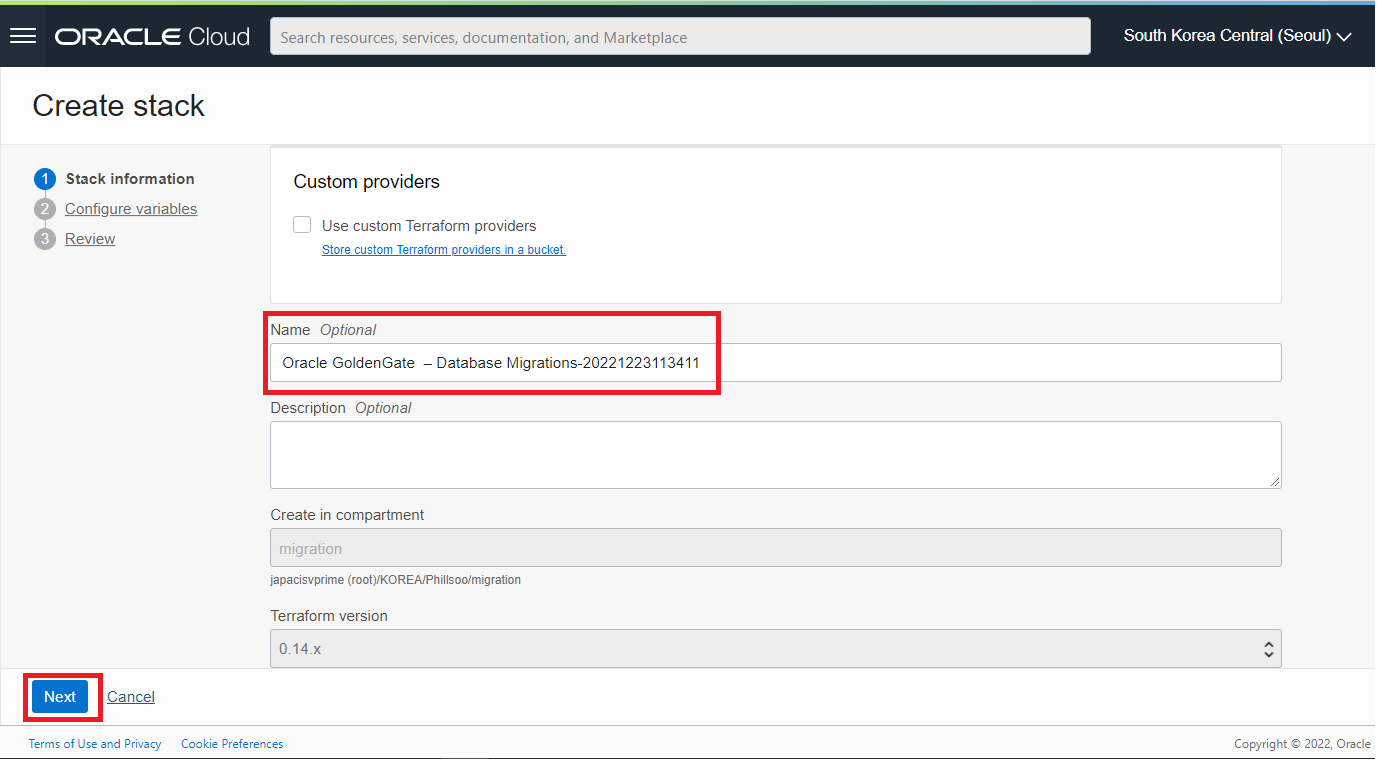 ORACLE Cloud
Search resources, services, documentation, and Marketplace
South Korea Central (Seoul)
Create stack
1 Stack information
2 Configure variables
3 Review
Custom providers
Use custom Terraform providers
Store custom Terraform providers in a bucket.
Name Optional
Oracle GoldenGate – Database Migrations-20221223113411
Description Optional
Create in compartment
migration
japacisvprime (root)/KOREA/Phillsoo/migration
Terraform version
0.14.x
Next Cancel
Terms of Use and Privacy Cookie Preferences
Copyright © 2022, Oracle